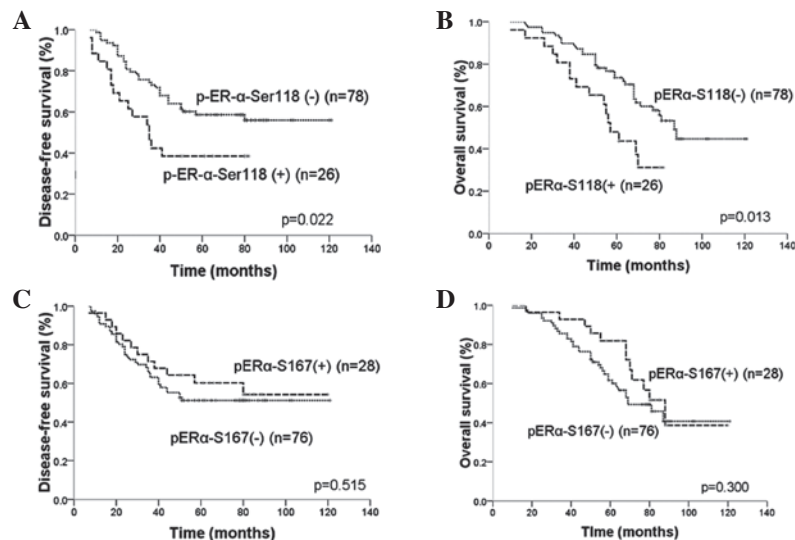 A
Disease-free survival (%)
1.0
0.8
0.6
0.4
0.2
0.0
p-ER-α-Ser118 (-) (n=78)
p-ER-α-Ser118 (+) (n=26)
p=0.022
0 20 40 60 80 100 120 140
Time (months)
B
Overall survival (%)
1.0
0.8
0.6
0.4
0.2
0.0
pERα-S118(-) (n=78)
pERα-S118(+ (n=26)
p=0.013
0 20 40 60 80 100 120 140
Time (months)
C
Disease-free survival (%)
1.0
0.8
0.6
0.4
0.2
0.0
pERα-S167(+) (n=28)
pERα-S167(-) (n=76)
p=0.515
0 20 40 60 80 100 120 140
Time (months)
D
Overall survival (%)
1.0
0.8
0.6
0.4
0.2
0.0
pERα-S167(+) (n=28)
pERα-S167(-) (n=76)
p=0.300
0 20 40 60 80 100 120 140
TIme (months)